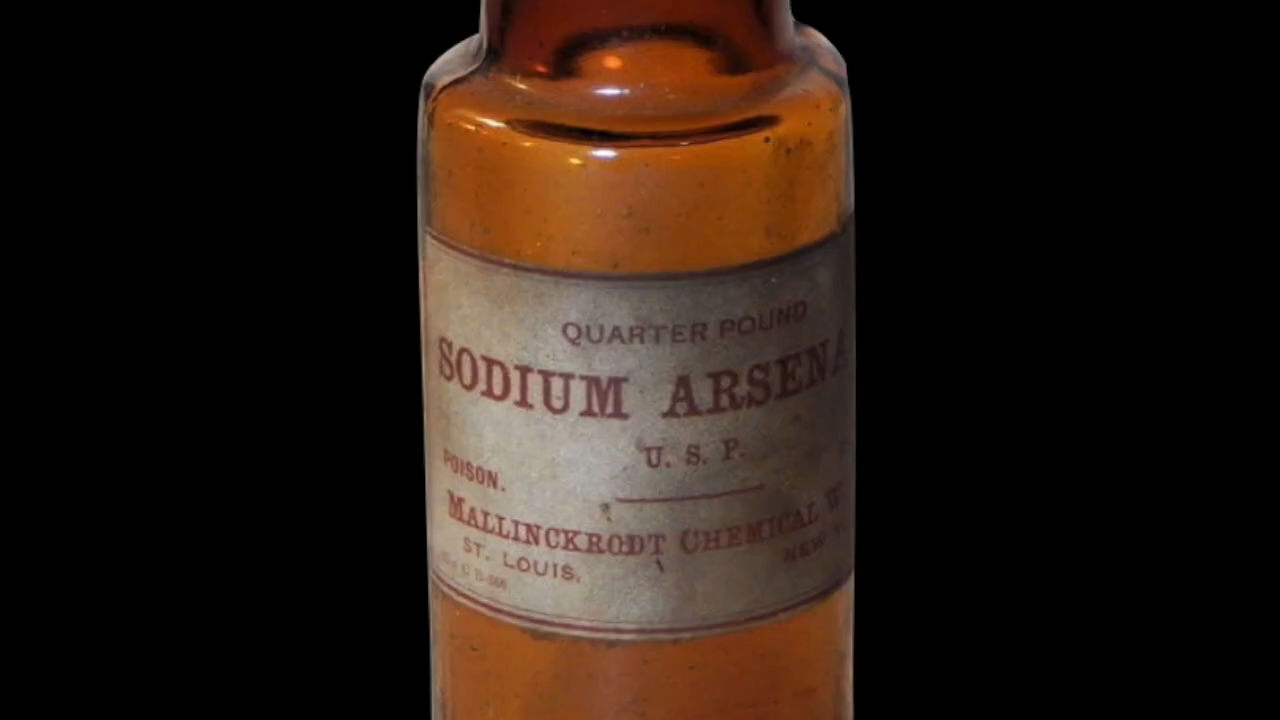 QUARTER POUND
SODIUM ARSENA
U. S. P.
POISON.
MALLINCKRODT CHEMICAL W
ST. LOUIS.
NEW Y